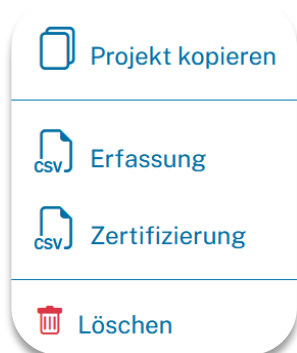 Projekt kopieren
CSV Erfassung
CSV Zertifizierung
Löschen